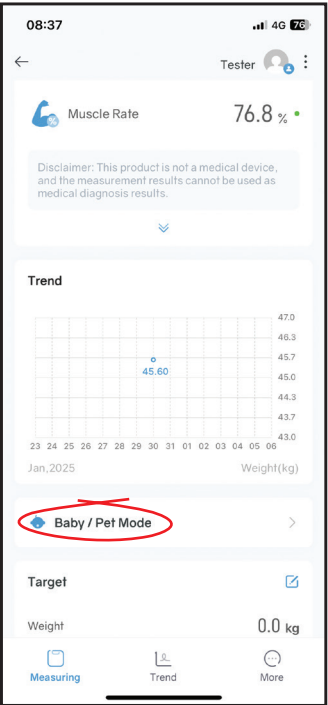 08:37
4G 76
Tester
Muscle Rate
76.8 %
Disclaimer: This product is not a medical device,
and the measurement results cannot be used as
medical diagnosis results.
Trend
47.0
46.3
45.7
45.60
45.0
44.3
43.7
43.0
23 24 25 26 27 28 29 30 31 01 02 03 04 05 06
Jan,2025
Weight(kg)
Baby / Pet Mode
Target
Weight
0.0 kg
Measuring
Trend
More